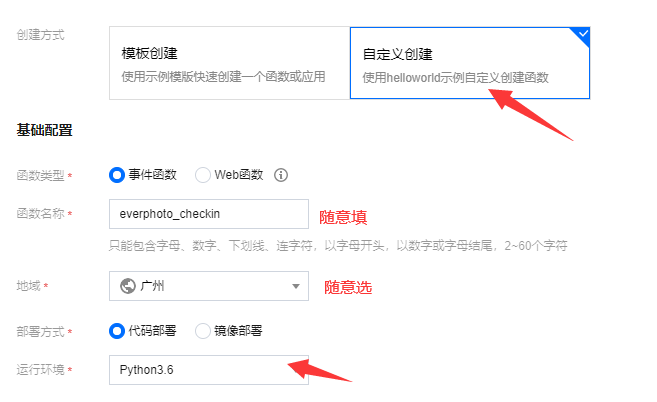 创建方式
模板创建
使用示例模版快速创建一个函数或应用
自定义创建
使用helloworld示例自定义创建函数
基础配置
函数类型 * 事件函数 Web函数
函数名称 * everphoto_checkin 随意填
只能包含字母、数字、下划线、连字符，以字母开头，以数字或字母结尾，2~60个字符
地域 * 广州 随意选
部署方式 * 代码部署 镜像部署
运行环境 * Python3.6